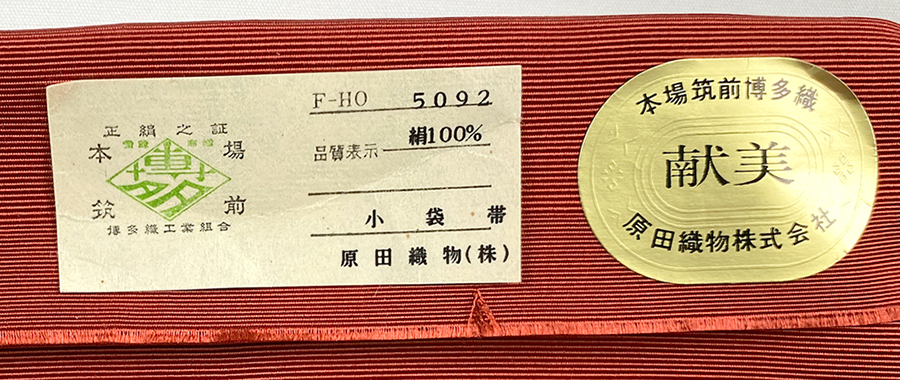 正絹之証
本場
博多
筑前
博多織工業組合
F-HO 5092
品質表示 絹100%
小袋帯
原田織物(株)
本場筑前博多織
献美
原田織物株式会社